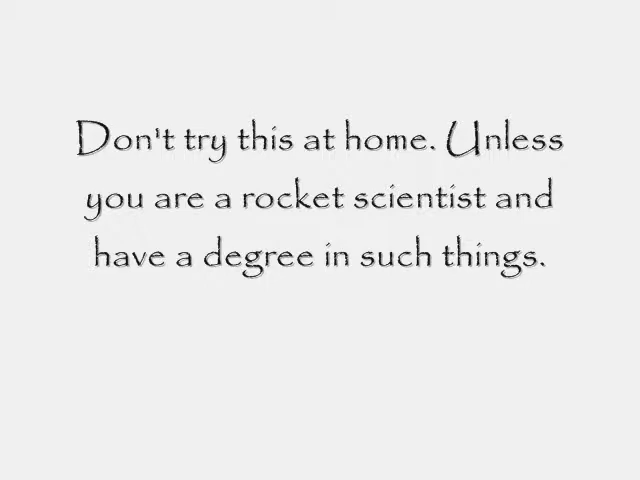 Don't try this at home. Unless
you are a rocket scientist and
have a degree in such things.